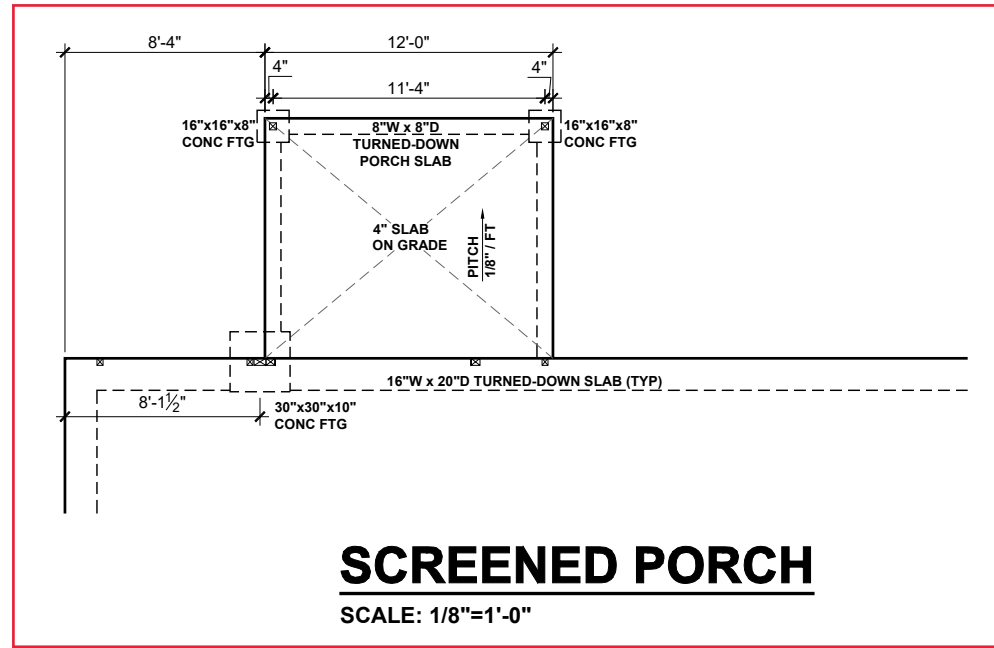 8'-4"
12'-0"
4"
4"
11'-4"
16"x16"x8"
CONC FTG
8"W x 8"D
TURNED-DOWN
PORCH SLAB
16"x16"x8"
CONC FTG
4" SLAB
ON GRADE
PITCH
1/8" / FT
16"W x 20"D TURNED-DOWN SLAB (TYP)
8'-1½"
30"x30"x10"
CONC FTG
SCREENED PORCH
SCALE: 1/8"=1'-0"